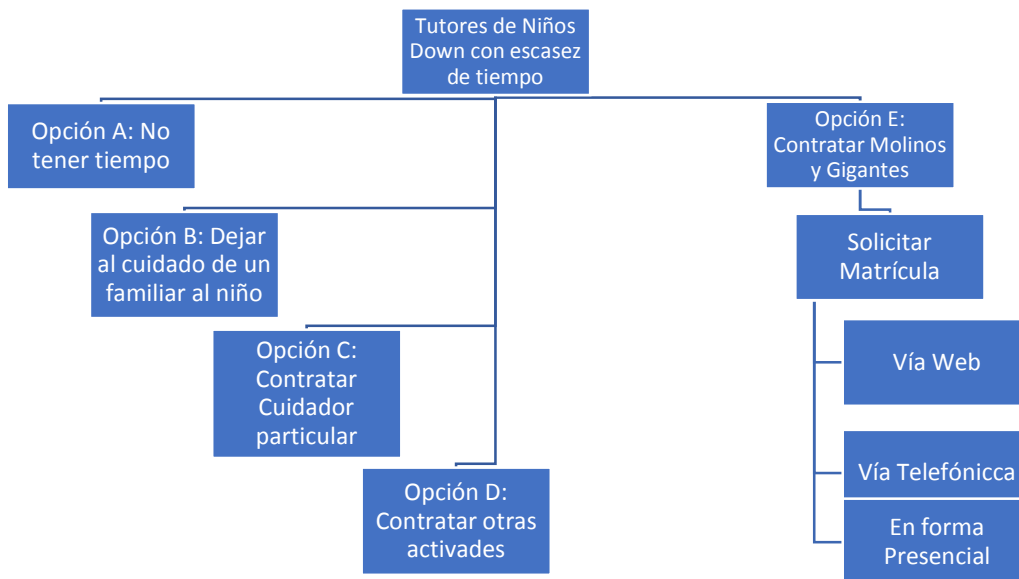 Tutores de Niños
Down con escasez
de tiempo
Opción A: No
tener tiempo
Opción B: Dejar
al cuidado de un
familiar al niño
Opción C:
Contratar
Cuidador
particular
Opción D:
Contratar otras
activades
Opción E:
Contratar Molinos
y Gigantes
Solicitar
Matrícula
Vía Web
Vía Telefónicca
En forma
Presencial